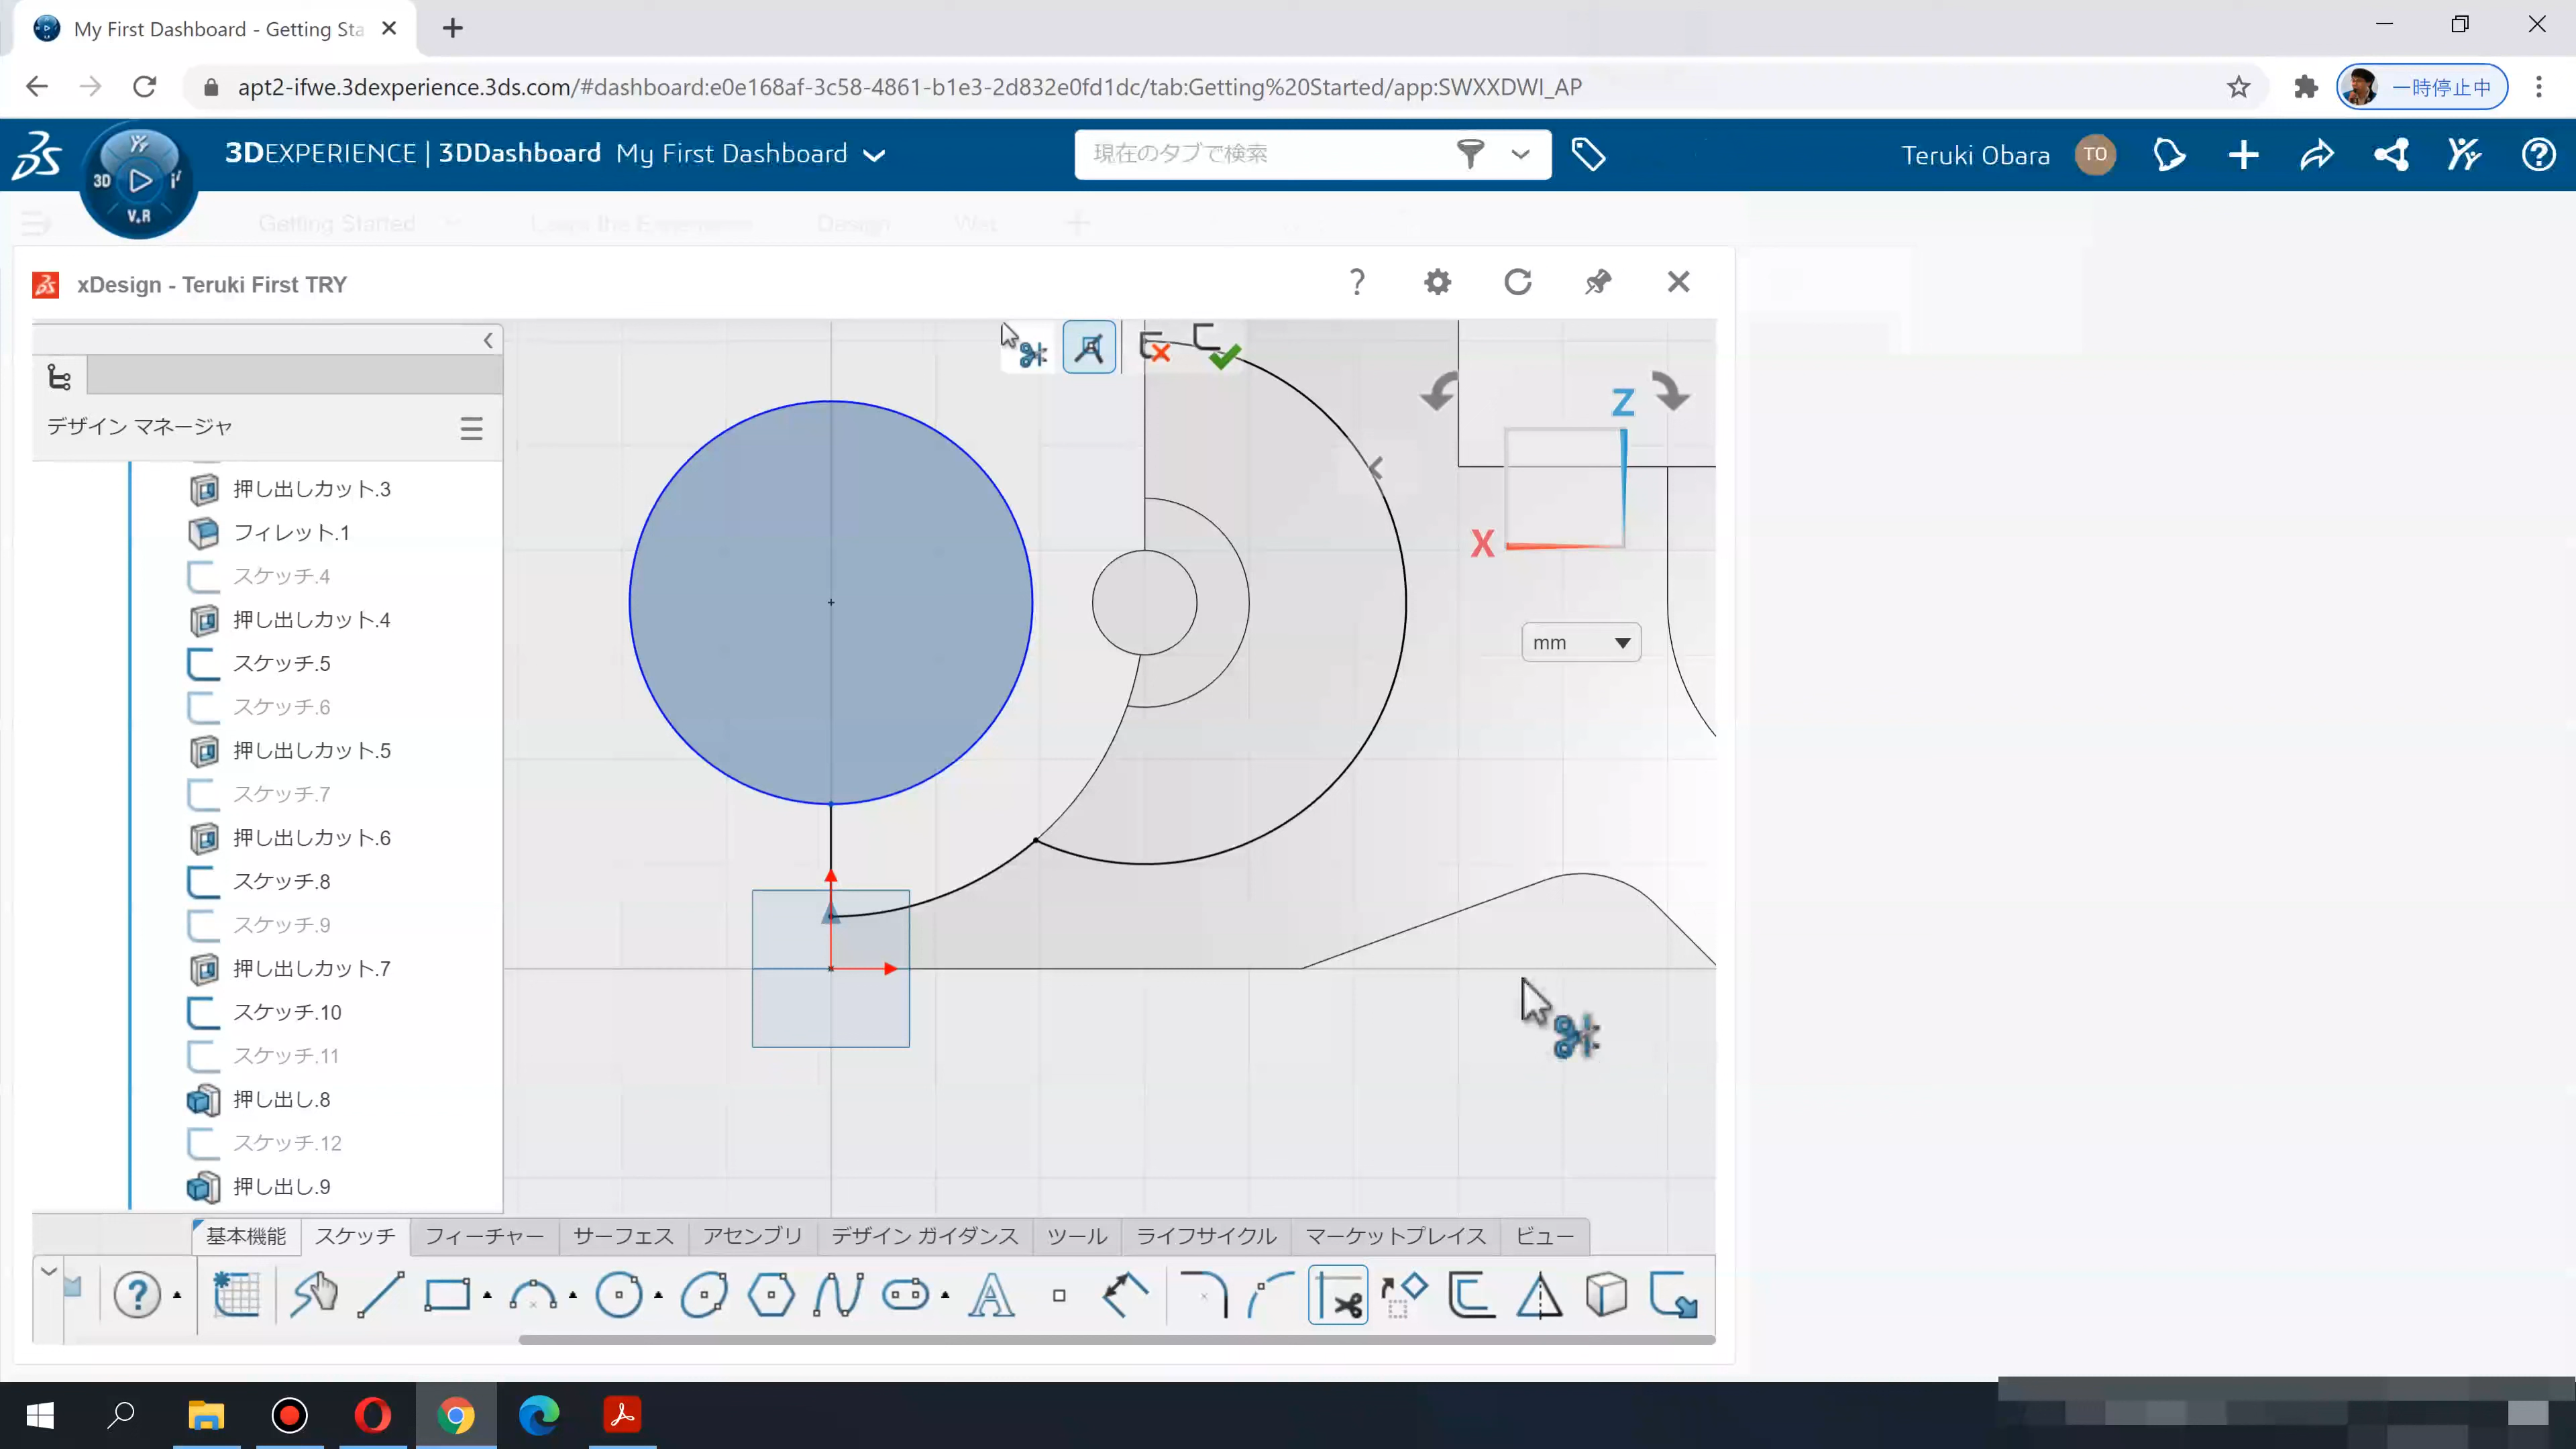 My First Dashboard - Getting Sta
apt2-ifwe.3dexperience.3ds.com/#dashboard:e0e168af-3c58-4861-b1e3-2d832e0fd1dc/tab:Getting%20Started/app:SWXXDWI_AP
一時停止中
3DEXPERIENCE | 3DDashboard My First Dashboard
現在のタブで検索
Teruki Obara
TO
3D
V.R
Getting Started
Design
xDesign - Teruki First TRY
デザイン マネージャ
押し出しカット.3
フィレット.1
スケッチ.4
押し出しカット.4
スケッチ.5
スケッチ.6
押し出しカット.5
スケッチ.7
押し出しカット.6
スケッチ.8
スケッチ.9
押し出しカット.7
スケッチ.10
スケッチ.11
押し出し.8
スケッチ.12
押し出し.9
Z
X
mm
基本機能
スケッチ
フィーチャー
サーフェス
アセンブリ
デザイン ガイダンス
ツール
ライフサイクル
マーケットプレイス
ビュー